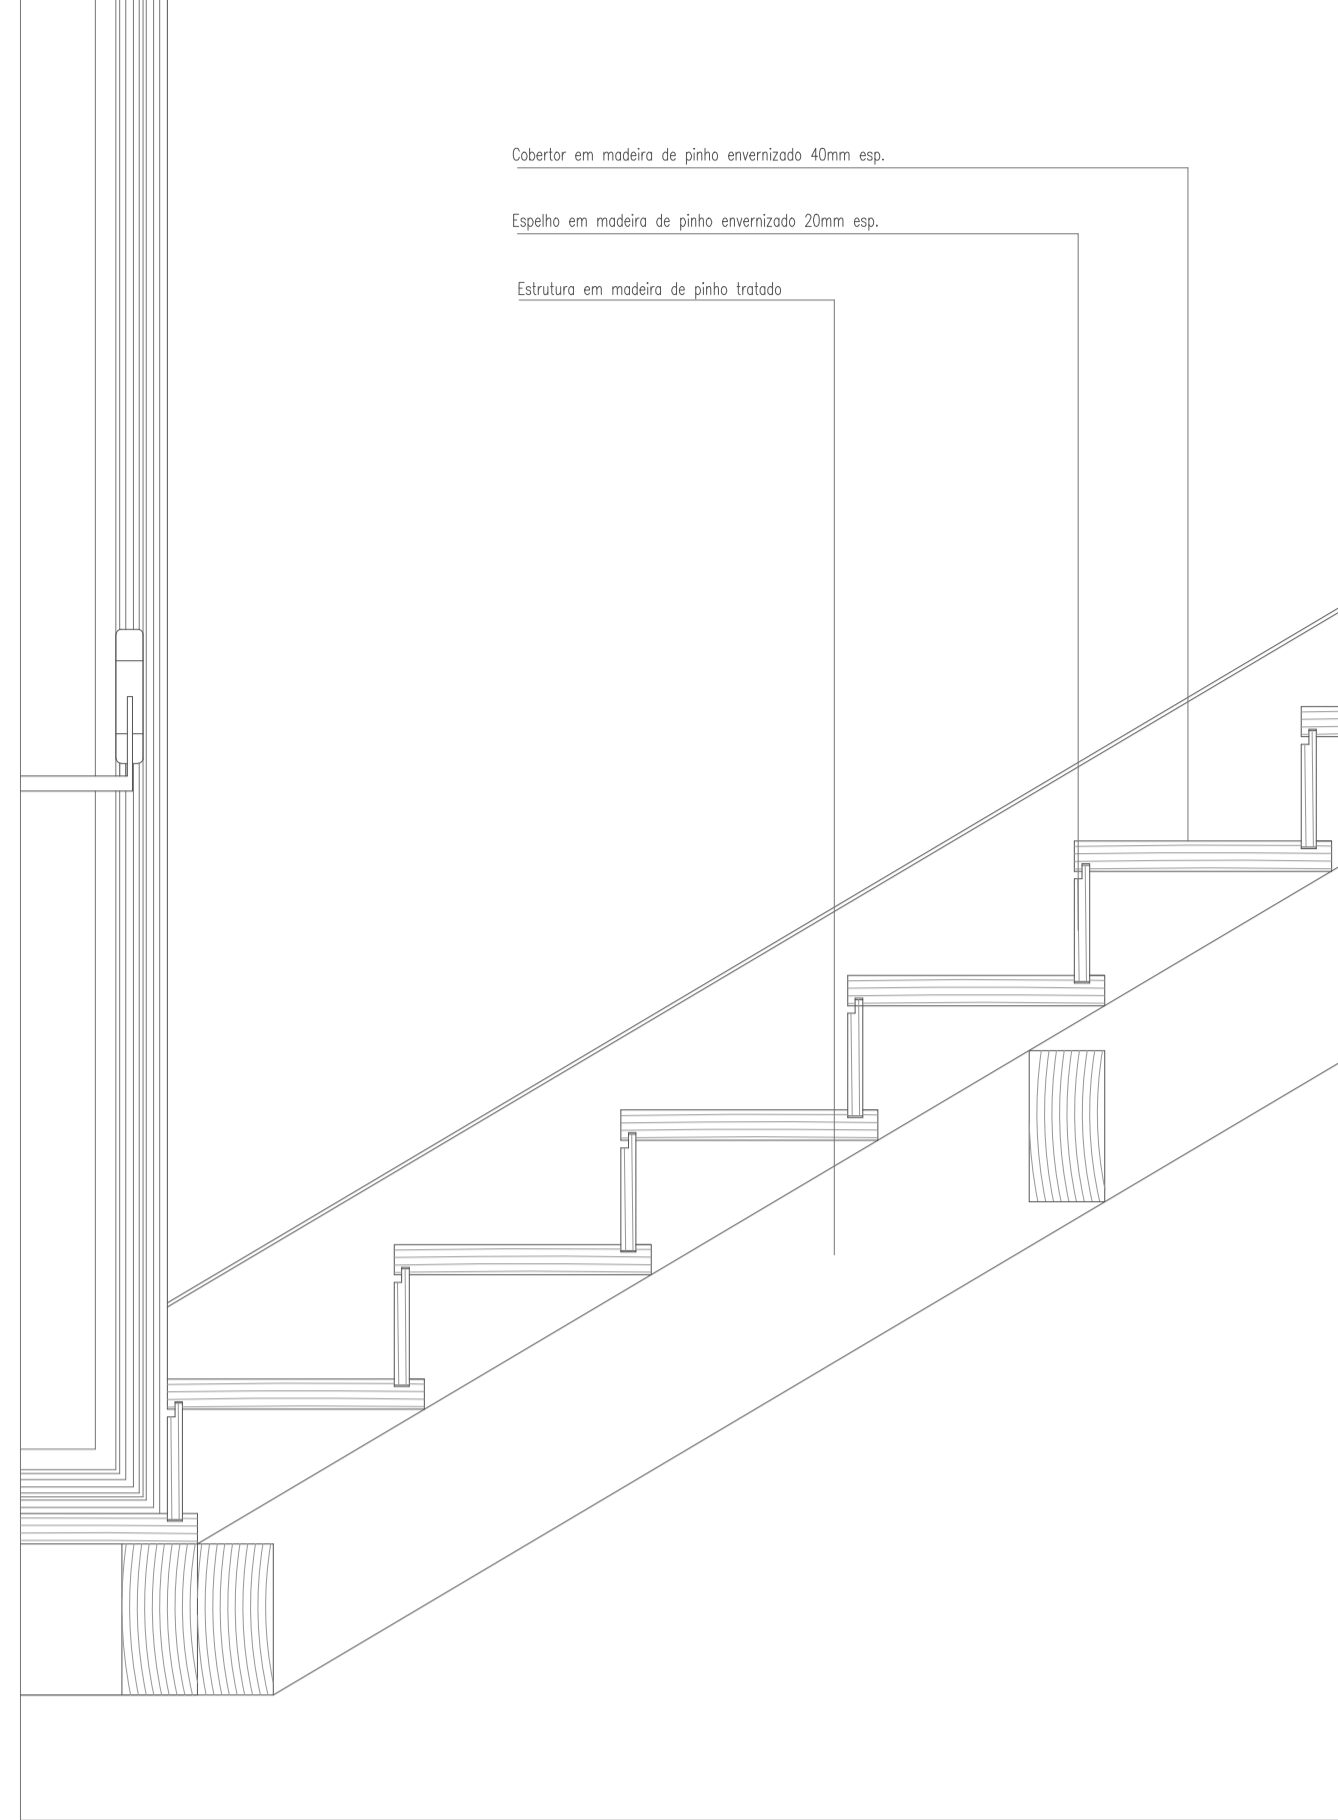 Cobertor em madeira de pinho envernizado 40mm esp.
Espelho em madeira de pinho envernizado 20mm esp.
Estrutura em madeira de pinho tratado